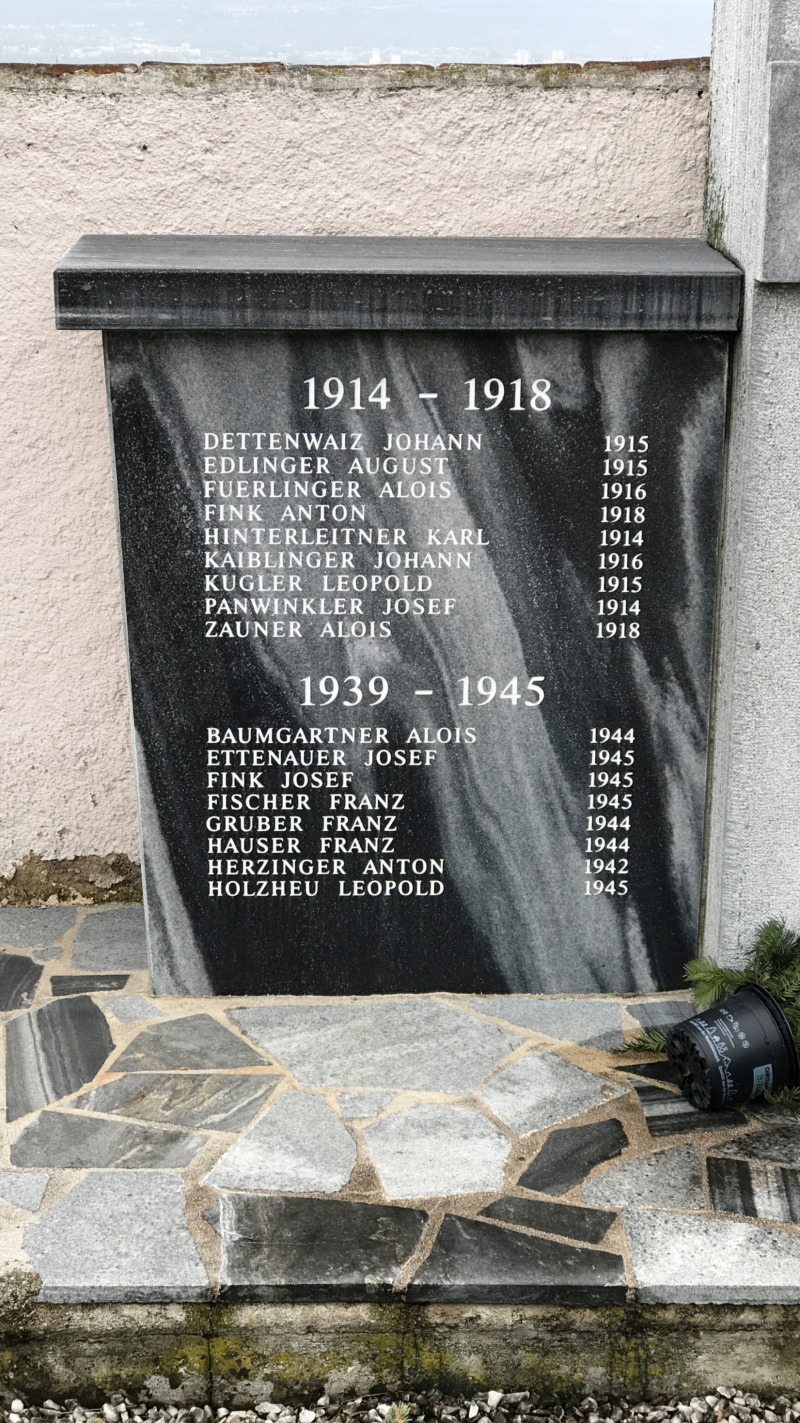 1914 - 1918
DETTENWAIZ JOHANN 1915
EDLINGER AUGUST 1915
FUERLINGER ALOIS 1916
FINK ANTON 1918
HINTERLEITNER KARL 1914
KAIBLINGER JOHANN 1916
KUGLER LEOPOLD 1915
PANWINKLER JOSEF 1914
ZAUNER ALOIS 1918
1939 - 1945
BAUMGARTNER ALOIS 1944
ETTENAUER JOSEF 1945
FINK JOSEF 1945
FISCHER FRANZ 1945
GRUBER FRANZ 1944
HAUSER FRANZ 1944
HERZINGER ANTON 1942
HOLZHEU LEOPOLD 1945